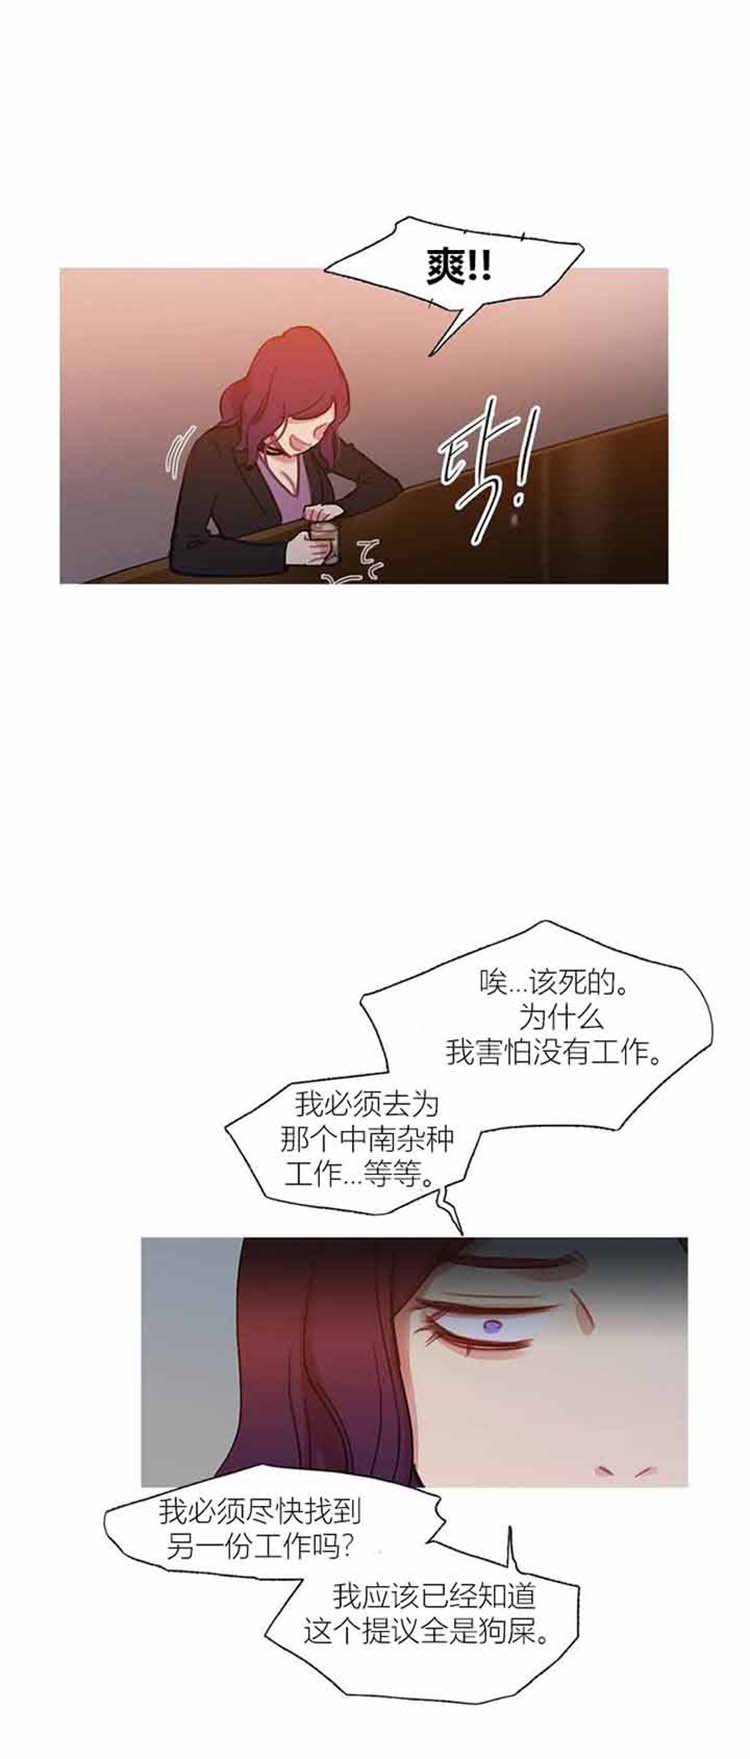 爽!!
탁!
唉...该死的。
为什么
我害怕没有工作。
我必须去为
那个中南杂种
工作...等等。
我必须尽快找到
另一份工作吗?
我应该已经知道
这个提议全是狗屎。